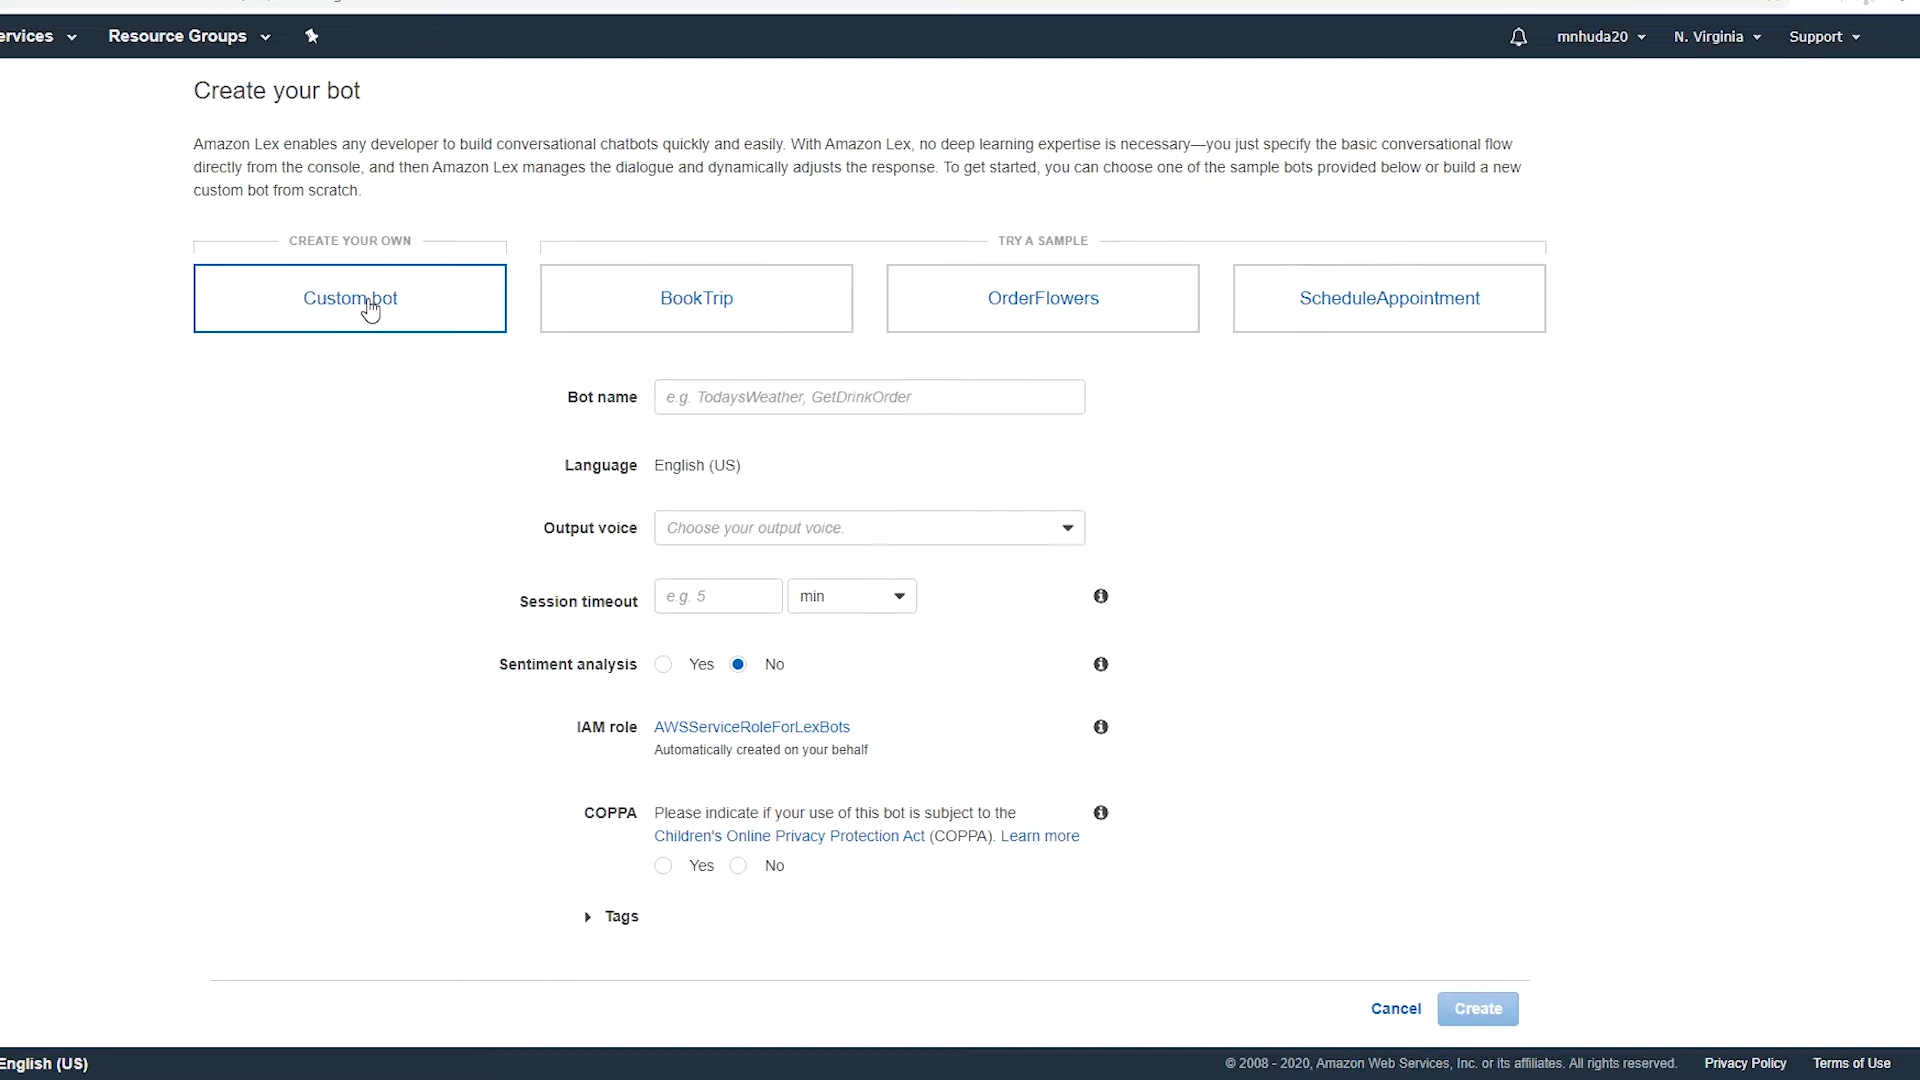 ervices Resource Groups mnhuda20 N. Virginia Support
Create your bot
Amazon Lex enables any developer to build conversational chatbots quickly and easily. With Amazon Lex, no deep learning expertise is necessary—you just specify the basic conversational flow
directly from the console, and then Amazon Lex manages the dialogue and dynamically adjusts the response. To get started, you can choose one of the sample bots provided below or build a new
custom bot from scratch.
CREATE YOUR OWN TRY A SAMPLE
Custom bot BookTrip OrderFlowers ScheduleAppointment
Bot name e.g. TodaysWeather, GetDrinkOrder
Language English (US)
Output voice Choose your output voice.
Session timeout e.g. 5 min
Sentiment analysis Yes No
IAM role AWSServiceRoleForLexBots
Automatically created on your behalf
COPPA Please indicate if your use of this bot is subject to the
Children's Online Privacy Protection Act (COPPA). Learn more
Yes No
Tags
Cancel Create
English (US) © 2008 - 2020, Amazon Web Services, Inc. or its affiliates. All rights reserved. Privacy Policy Terms of Use